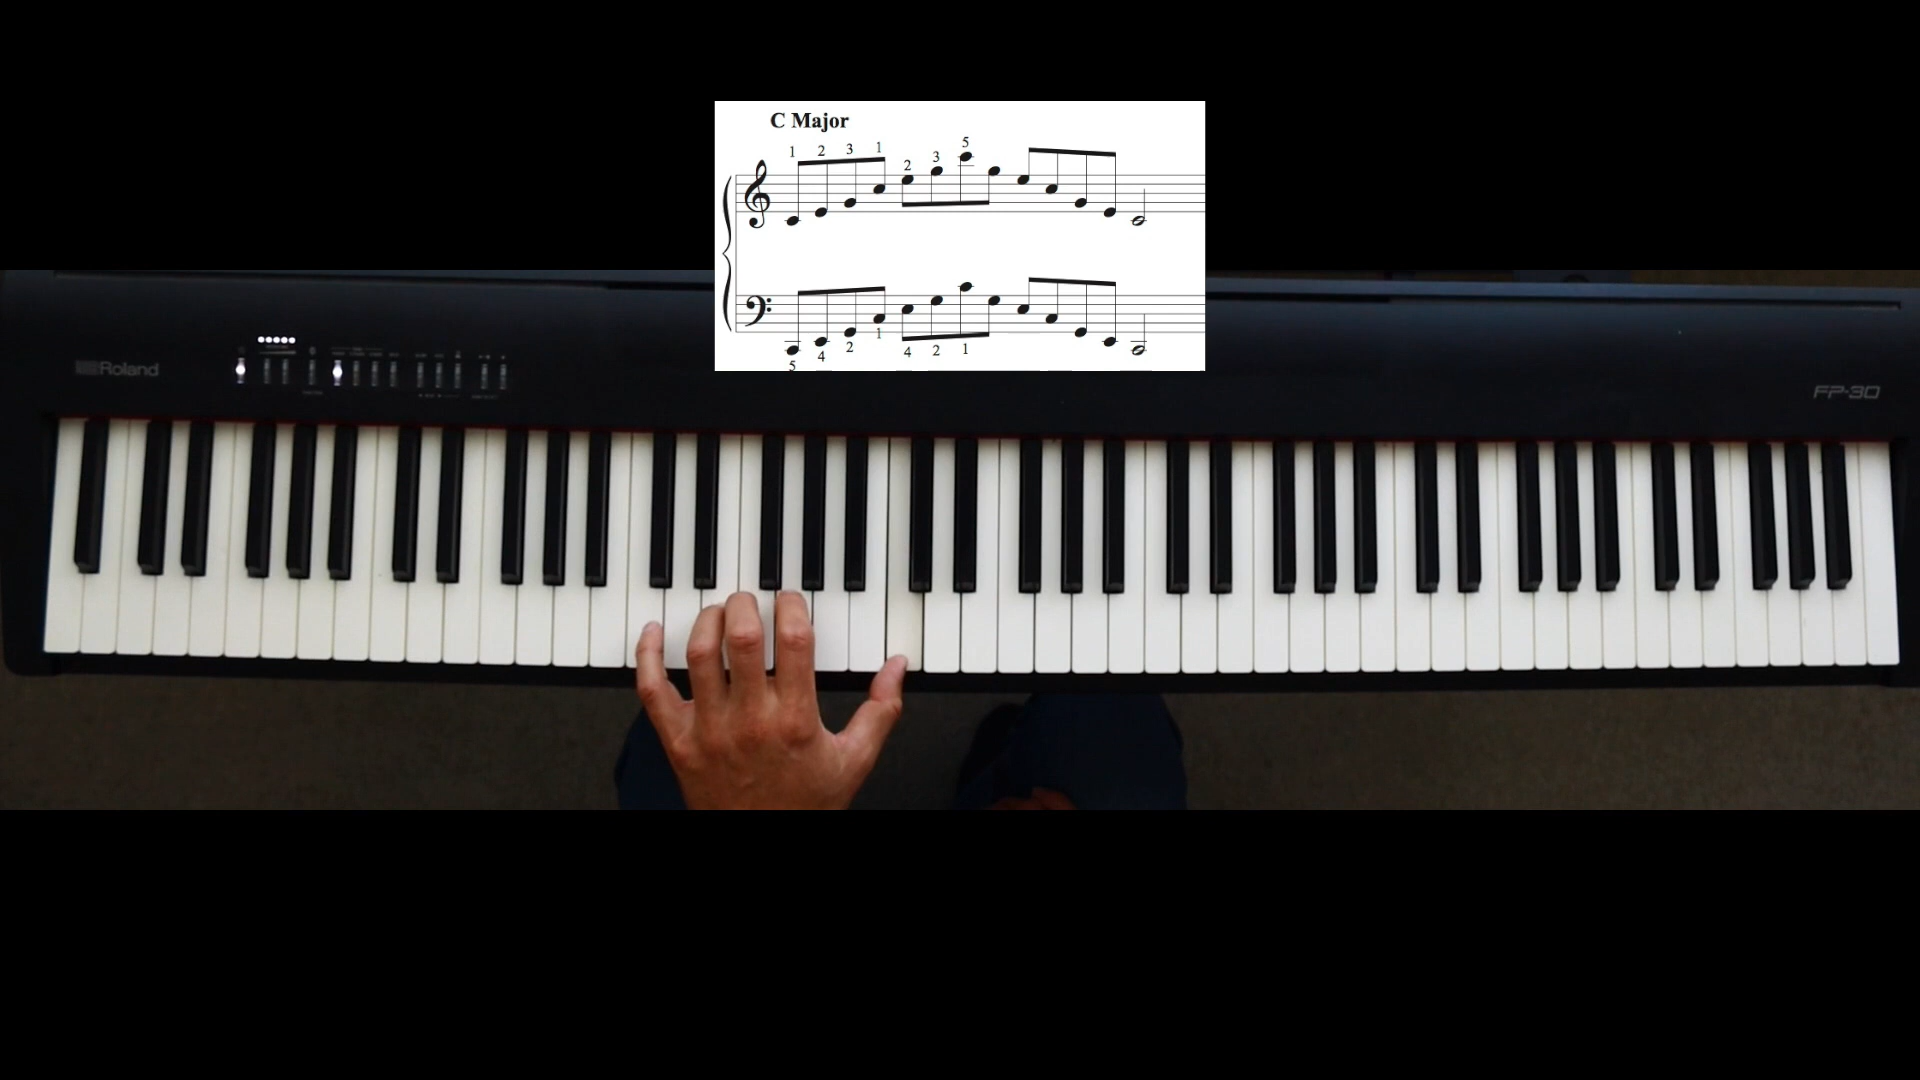 C Major
1 2 3 1 2 3 5
1 4 2 1
5 4 2
Roland
FP-30